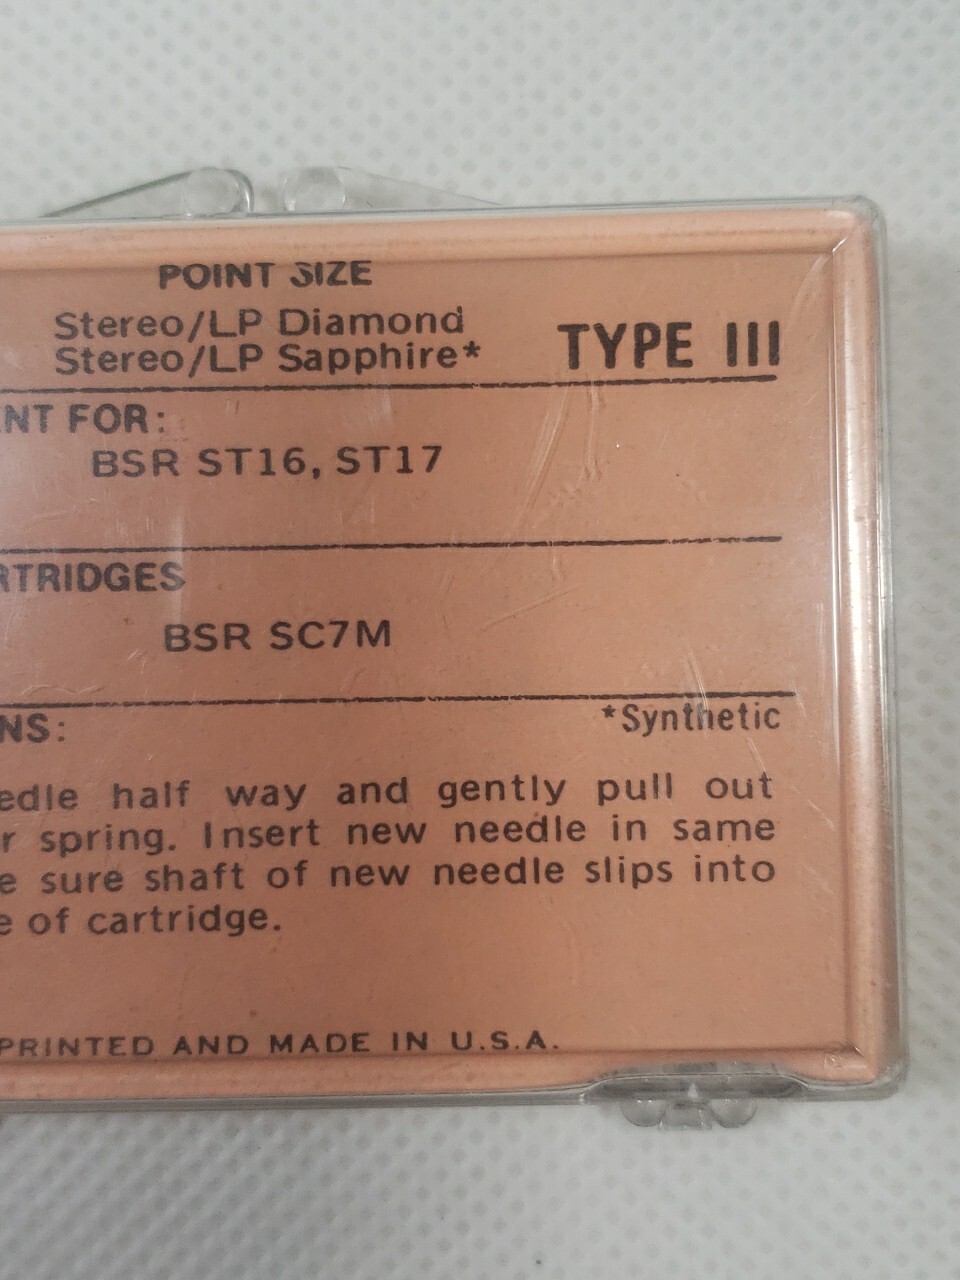 POINT SIZE
Stereo/LP Diamond
Stereo/LP Sapphire*
TYPE III
ENT FOR:
BSR ST16, ST17
RTRIDGES
BSR SC7M
NS:
*Synthetic
edle half way and gently pull out
r spring. Insert new needle in same
e sure shaft of new needle slips into
e of cartridge.
PRINTED AND MADE IN U.S.A.